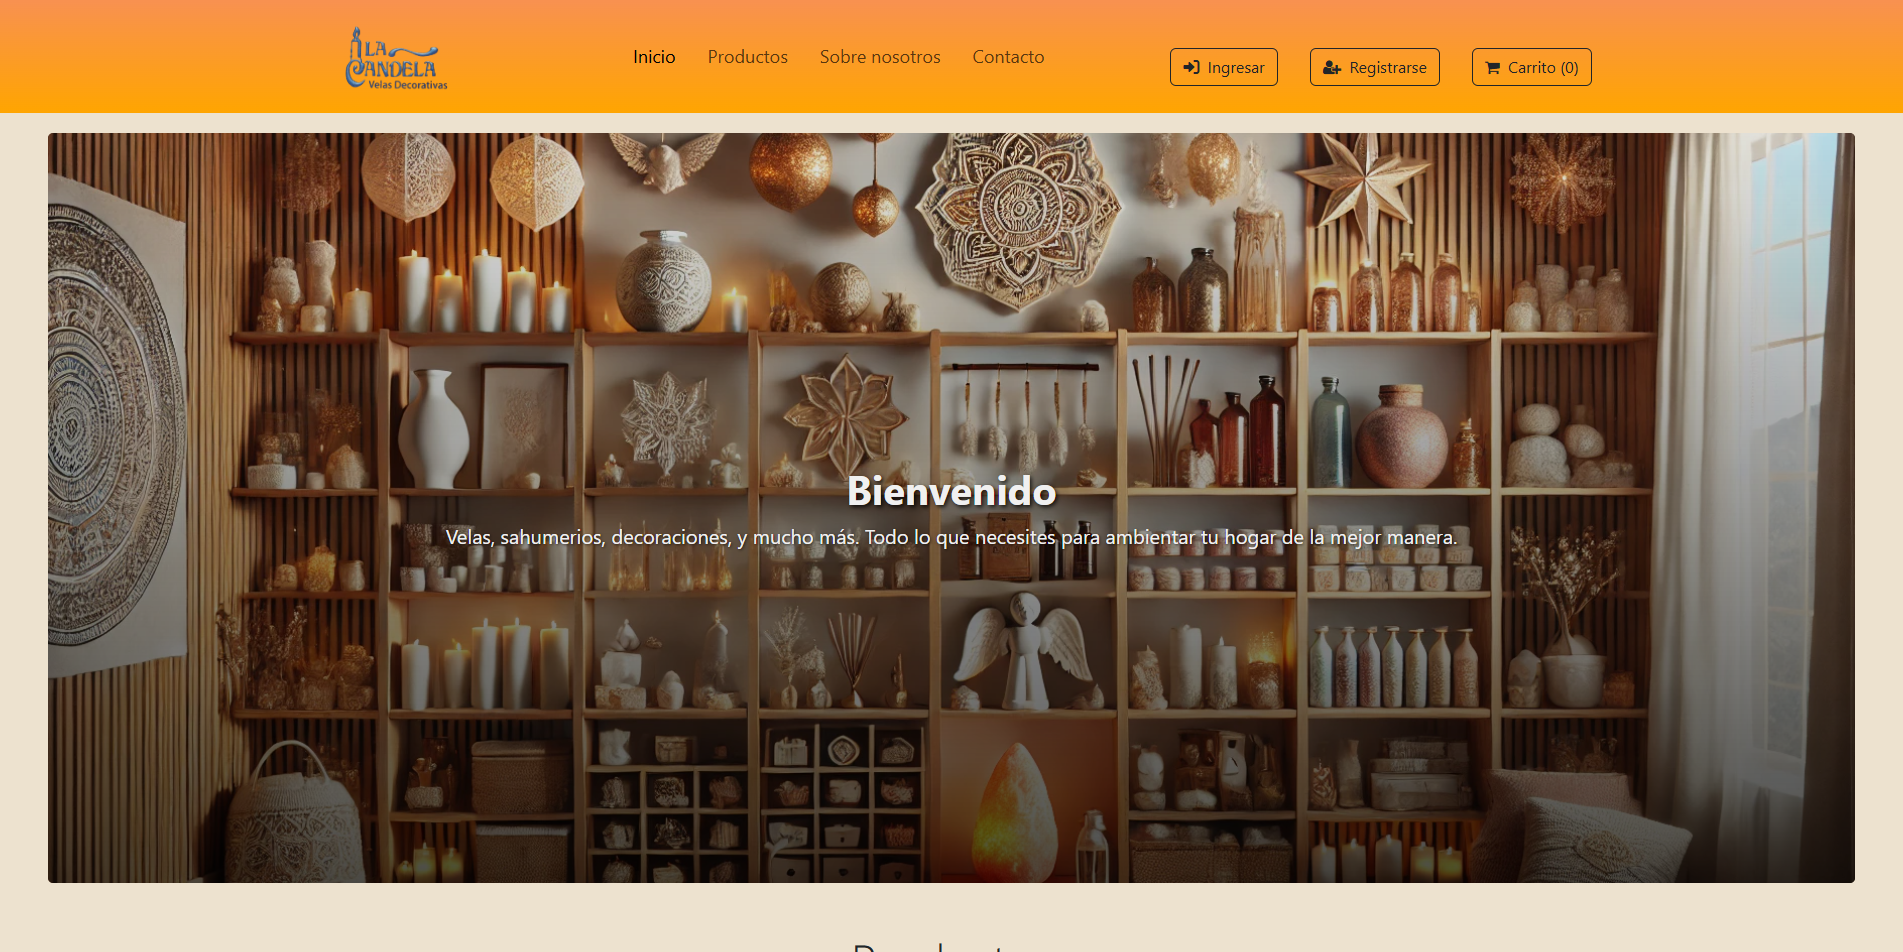 LA
CANDELA
Velas Decorativas
Inicio Productos Sobre nosotros Contacto
Ingresar Registrarse Carrito (0)
Bienvenido
Velas, sahumerios, decoraciones, y mucho más. Todo lo que necesites para ambientar tu hogar de la mejor manera.